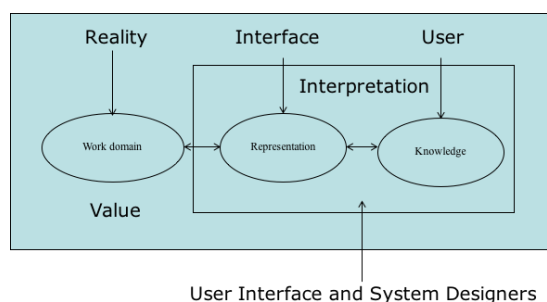 Reality Interface User
Interpretation
Work domain Representation Knowledge
Value
User Interface and System Designers